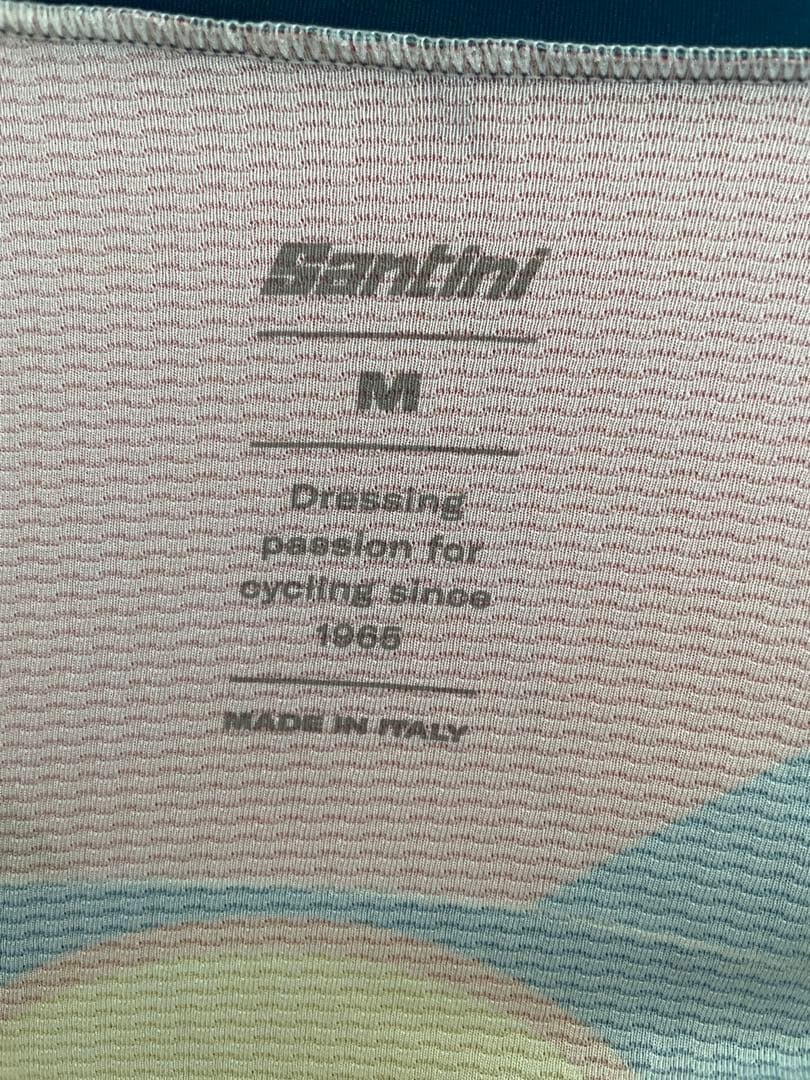 Santini
M
Dressing
passion for
cycling since
1965
MADE IN ITALY